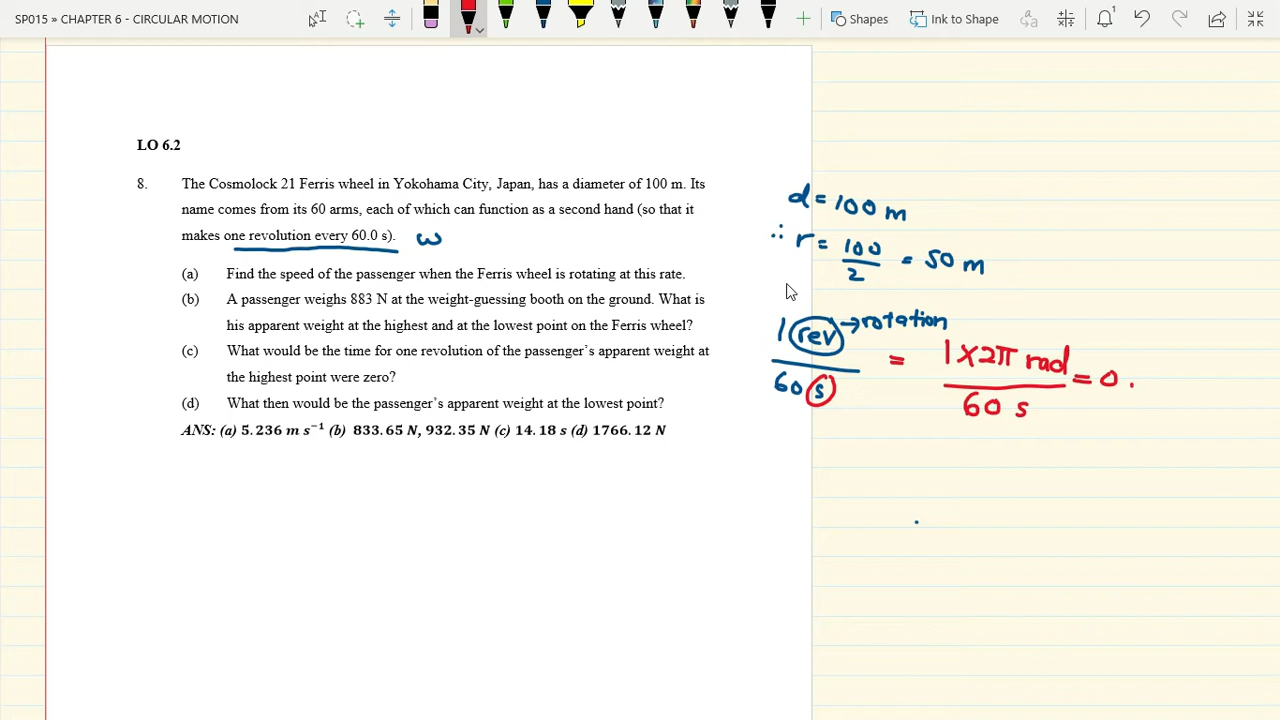 SP015 » CHAPTER 6 - CIRCULAR MOTION
Shapes
Ink to Shape
LO 6.2
8. The Cosmolock 21 Ferris wheel in Yokohama City, Japan, has a diameter of 100 m. Its
name comes from its 60 arms, each of which can function as a second hand (so that it
makes one revolution every 60.0 s). ω
(a) Find the speed of the passenger when the Ferris wheel is rotating at this rate.
(b) A passenger weighs 883 N at the weight-guessing booth on the ground. What is
his apparent weight at the highest and at the lowest point on the Ferris wheel?
(c) What would be the time for one revolution of the passenger's apparent weight at
the highest point were zero?
(d) What then would be the passenger's apparent weight at the lowest point?
ANS: (a) 5.236 m s⁻¹ (b) 833.65 N, 932.35 N (c) 14.18 s (d) 1766.12 N
d = 100 m
∴ r = 100/2 = 50 m
1 rev → rotation
/ 60 s = 1 × 2π rad / 60 s = 0.